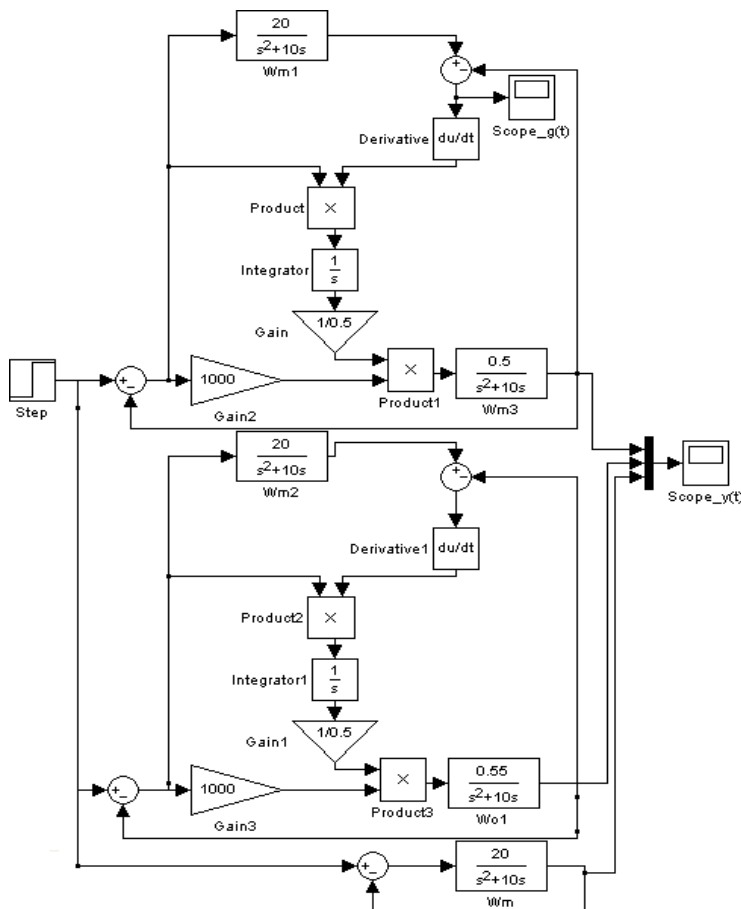 20
s²+10s
Wm1
+
−
Scope_g(t)
Derivative
du/dt
Product
×
Integrator
1
s
1/0.5
Gain
Step
+
−
1000
Gain2
×
Product1
0.5
s²+10s
Wm3
20
s²+10s
Wm2
+
−
Scope_y(t)
Derivative1
du/dt
Product2
×
Integrator1
1
s
1/0.5
Gain1
+
−
1000
Gain3
×
Product3
0.55
s²+10s
Wo1
+
−
20
s²+10s
Wm